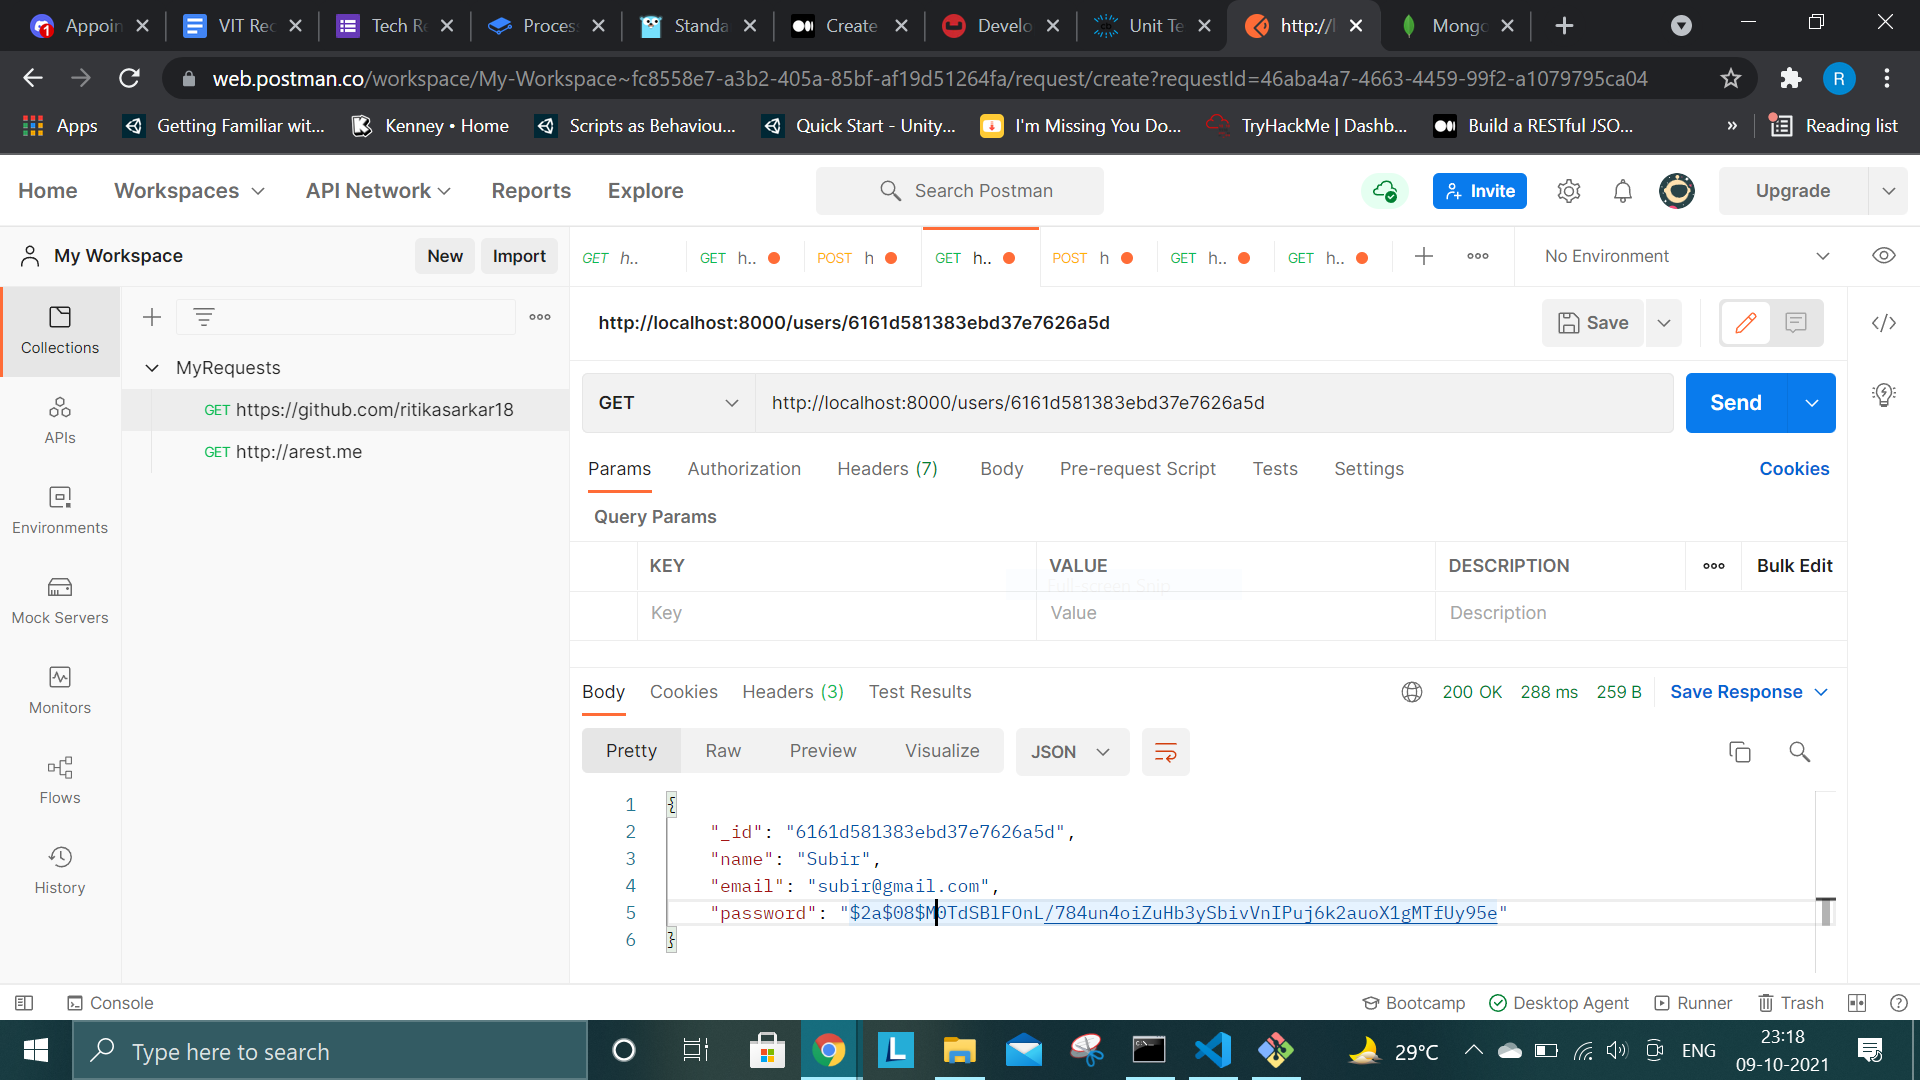 Appoin
VIT Rec
Tech Re
Process
Standa
Create
Develo
Unit Te
http://l
Mongo
web.postman.co/workspace/My-Workspace~fc8558e7-a3b2-405a-85bf-af19d51264fa/request/create?requestId=46aba4a7-4663-4459-99f2-a1079795ca04
R
Apps
Getting Familiar wit...
Kenney • Home
Scripts as Behaviou...
Quick Start - Unity...
I'm Missing You Do...
TryHackMe | Dashb...
Build a RESTful JSO...
»
Reading list
Home
Workspaces
API Network
Reports
Explore
Search Postman
Invite
Upgrade
My Workspace
New
Import
GET h..
GET h..
POST h
GET h..
POST h
GET h..
GET h..
No Environment
Collections
APIs
Environments
Mock Servers
Monitors
Flows
History
MyRequests
GET https://github.com/ritikasarkar18
GET http://arest.me
http://localhost:8000/users/6161d581383ebd37e7626a5d
Save
GET
http://localhost:8000/users/6161d581383ebd37e7626a5d
Send
Params
Authorization
Headers (7)
Body
Pre-request Script
Tests
Settings
Cookies
Query Params
KEY
VALUE
DESCRIPTION
Bulk Edit
Full-screen Snip
Key
Value
Description
Body
Cookies
Headers (3)
Test Results
200 OK
288 ms
259 B
Save Response
Pretty
Raw
Preview
Visualize
JSON
1 {
2 "_id": "6161d581383ebd37e7626a5d",
3 "name": "Subir",
4 "email": "subir@gmail.com",
5 "password": "$2a$08$M0TdSBlFOnL/784un4oiZuHb3ySbivVnIPuj6k2auoX1gMTfUy95e"
6 }
Console
Bootcamp
Desktop Agent
Runner
Trash
Type here to search
L
29°C
ENG
23:18
09-10-2021